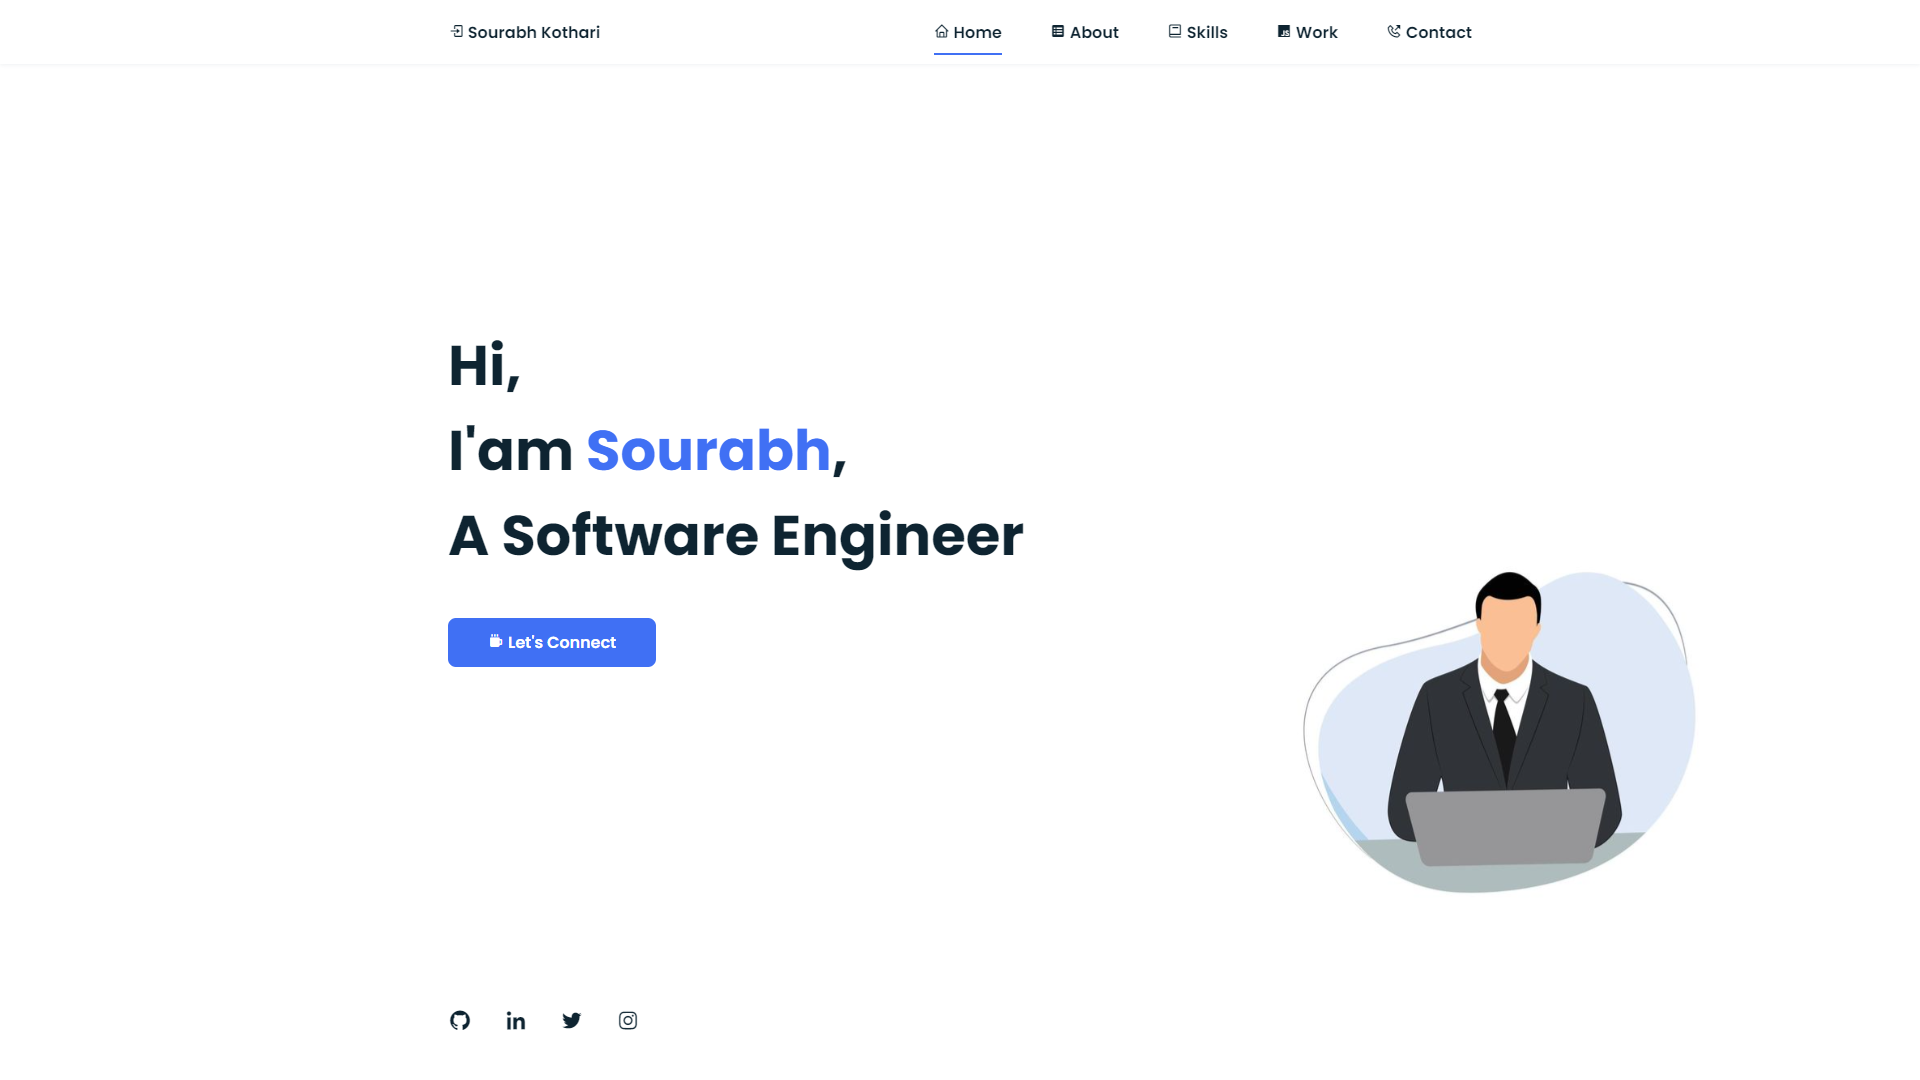 Sourabh Kothari
Home About Skills Work Contact
Hi,
I'am Sourabh,
A Software Engineer
Let's Connect